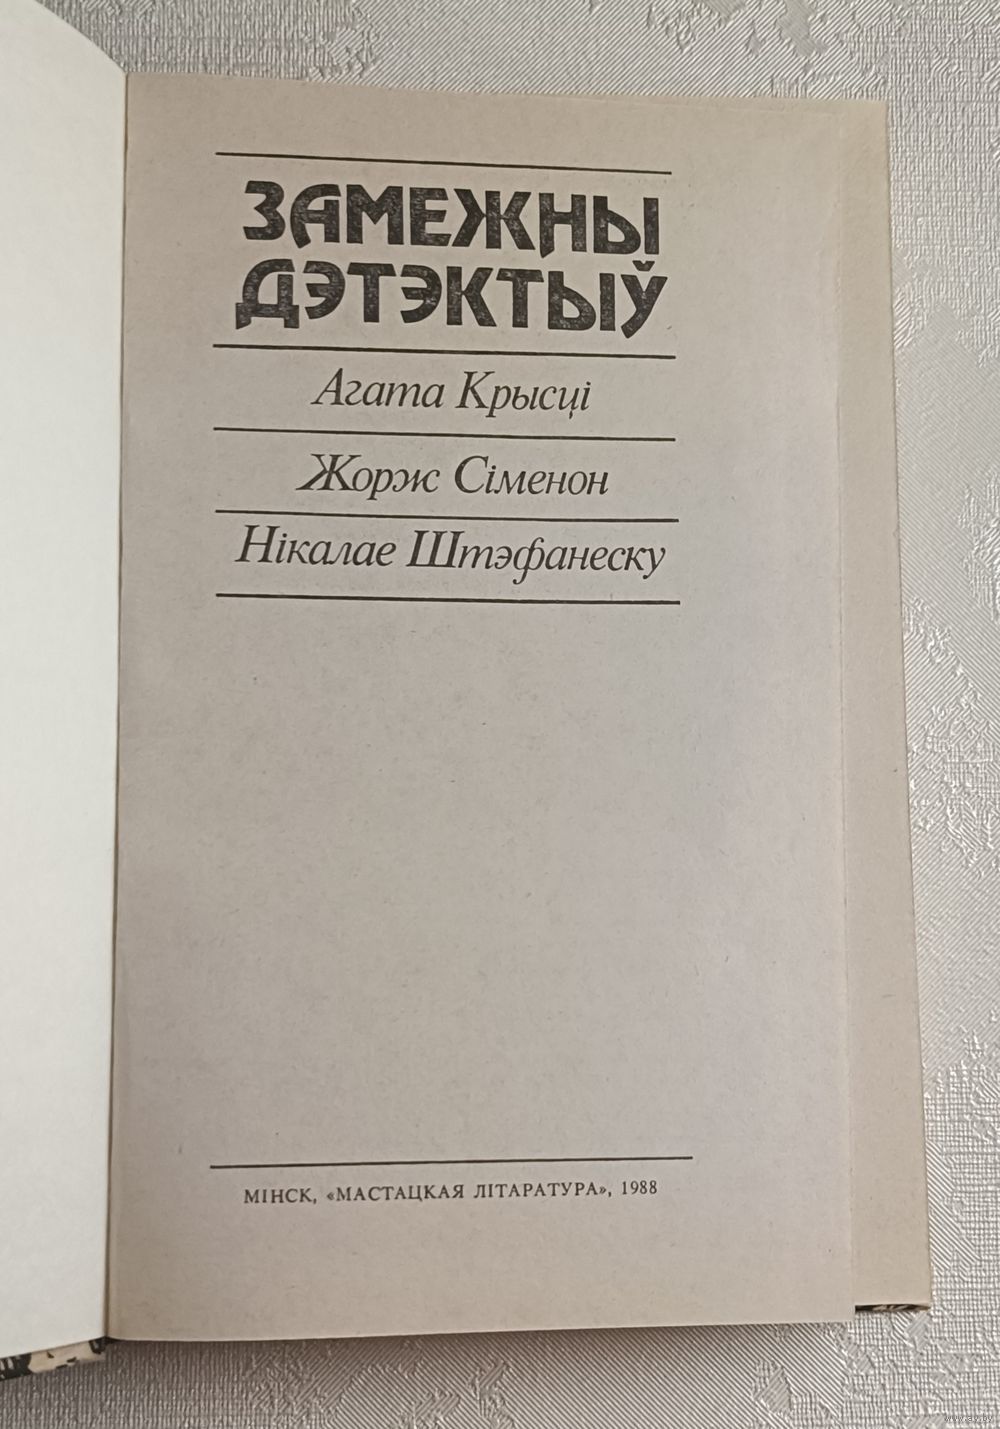 ЗАМЕЖНЫ
ДЭТЭКТЫЎ
Агата Крысці
Жорж Сіменон
Нікалае Штэфанеску
МІНСК, «МАСТАЦКАЯ ЛІТАРАТУРА», 1988